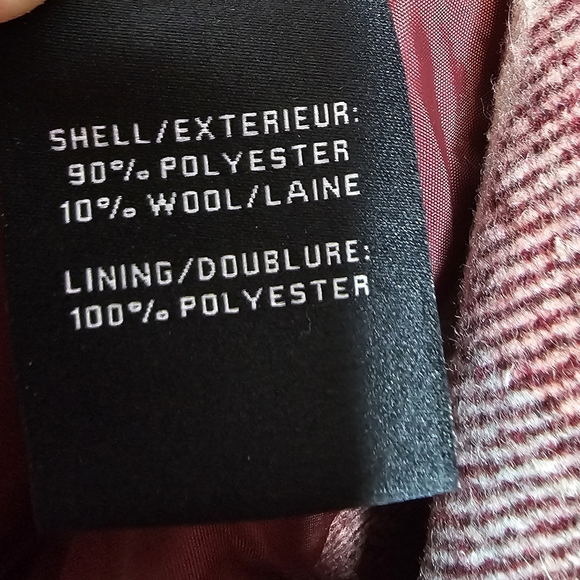 SHELL/EXTERIEUR:
90% POLYESTER
10% WOOL/LAINE
LINING/DOUBLURE:
100% POLYESTER